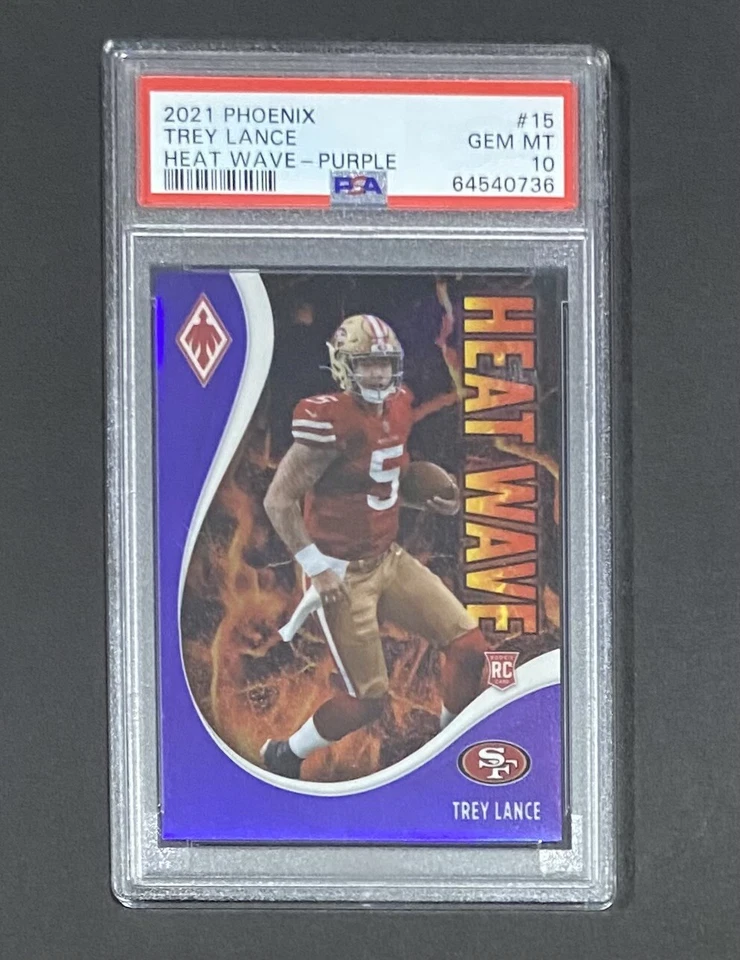 2021 PHOENIX #15
TREY LANCE GEM MT
HEAT WAVE – PURPLE 10
PSA 64540736
HEAT WAVE
5
5
RC
SF
TREY LANCE